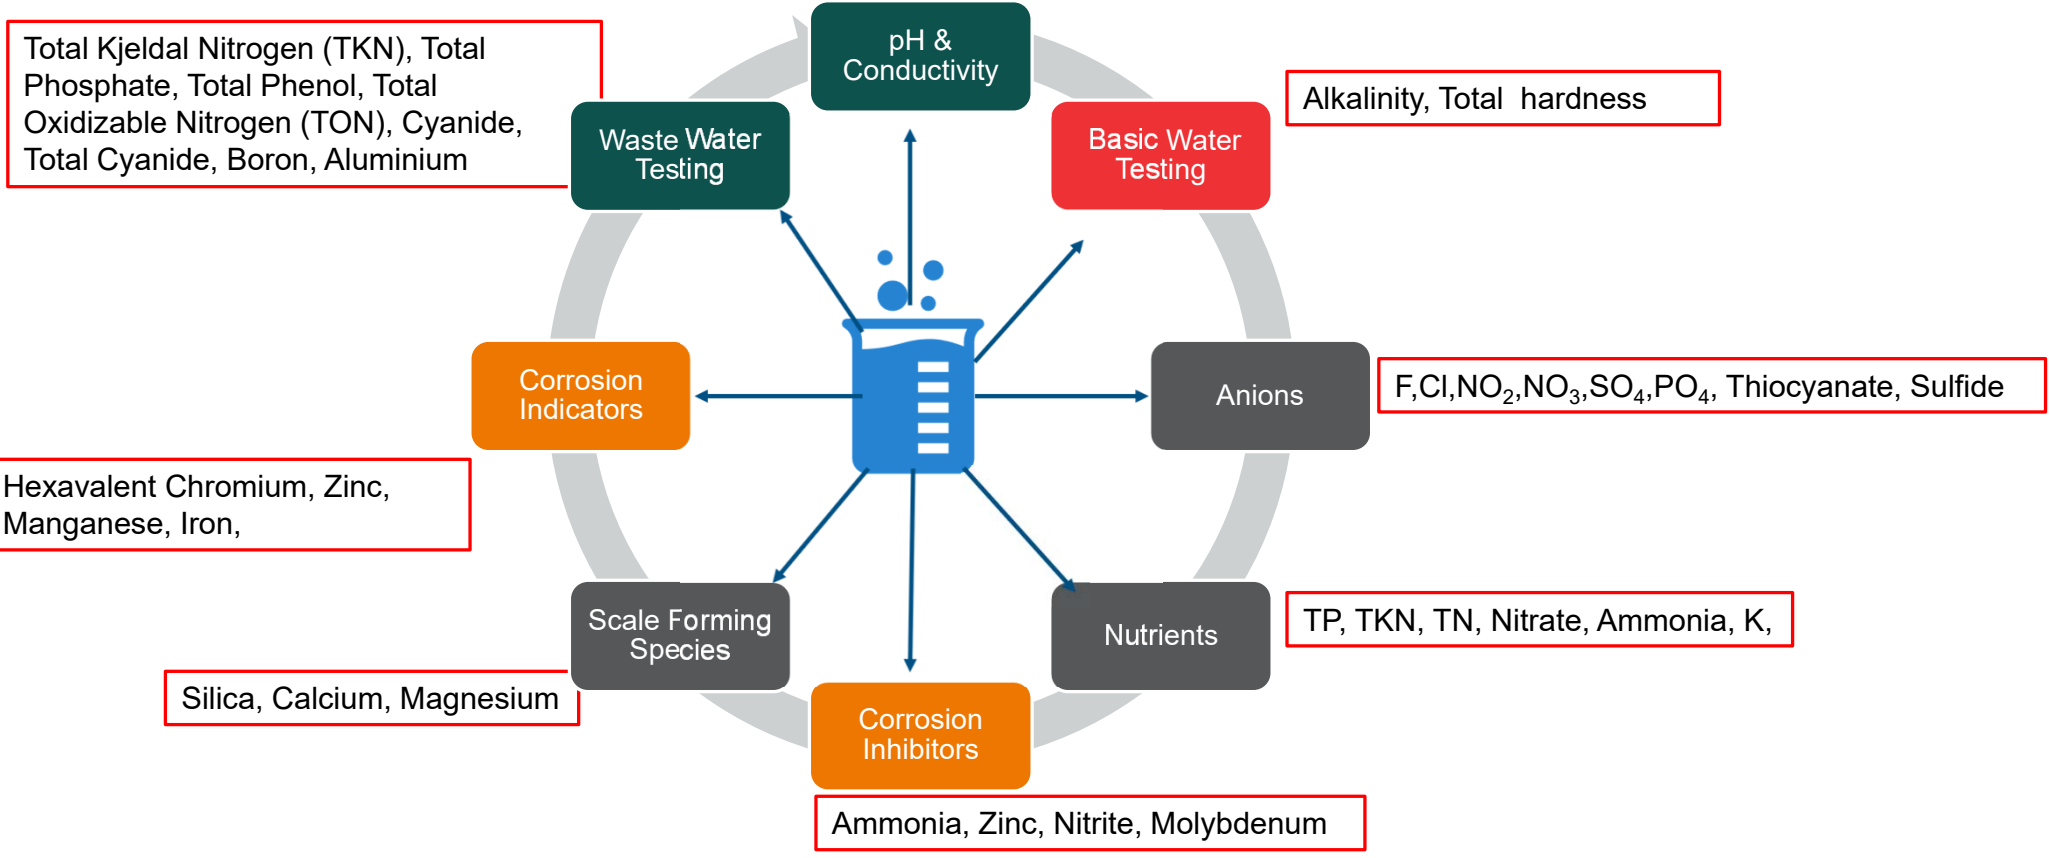 Total Kjeldal Nitrogen (TKN), Total
Phosphate, Total Phenol, Total
Oxidizable Nitrogen (TON), Cyanide,
Total Cyanide, Boron, Aluminium
pH &
Conductivity
Waste Water
Testing
Basic Water
Testing
Alkalinity, Total  hardness
Corrosion
Indicators
Anions
F,Cl,NO₂,NO₃,SO₄,PO₄, Thiocyanate, Sulfide
Hexavalent Chromium, Zinc,
Manganese, Iron,
Scale Forming
Species
Nutrients
TP, TKN, TN, Nitrate, Ammonia, K,
Silica, Calcium, Magnesium
Corrosion
Inhibitors
Ammonia, Zinc, Nitrite, Molybdenum